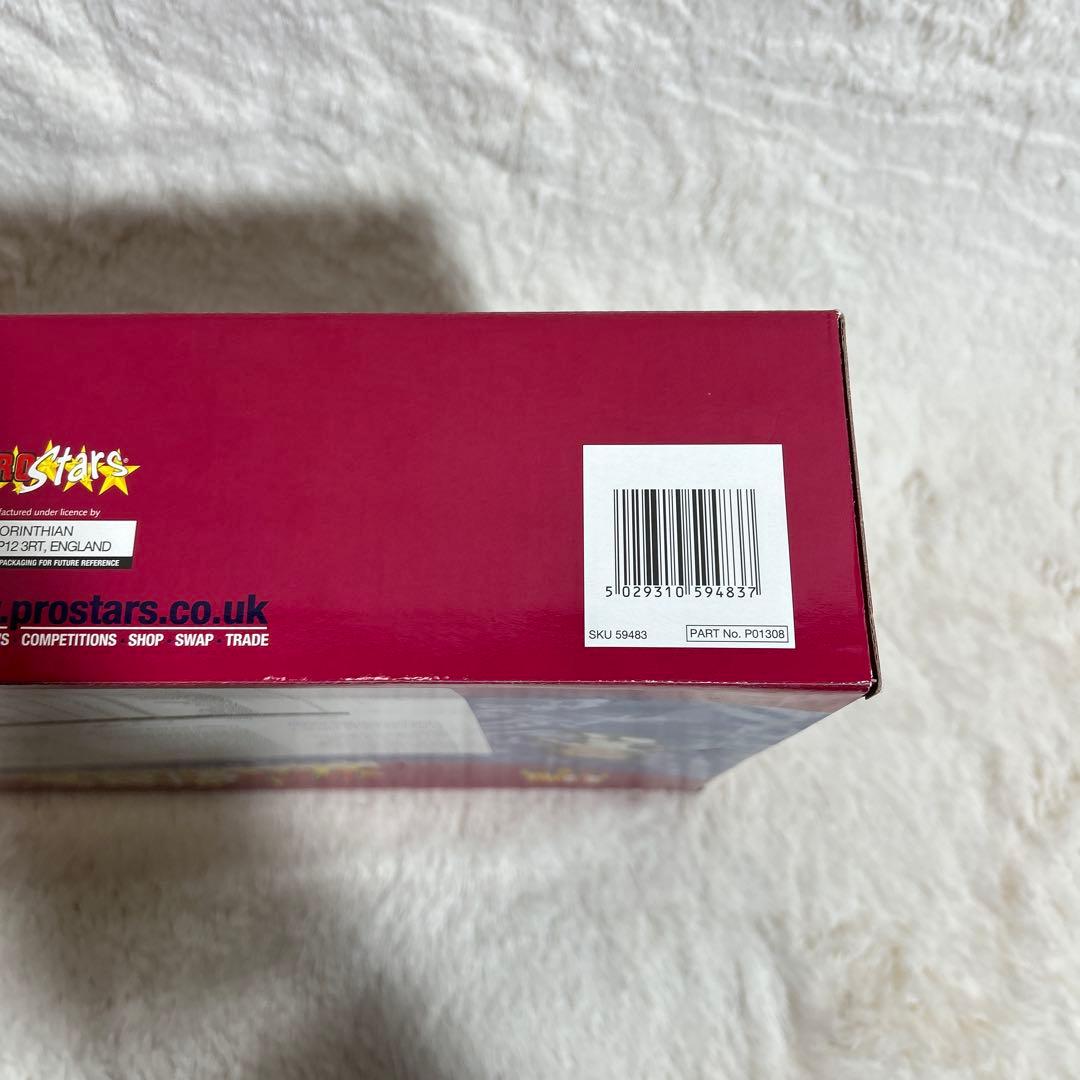 ROStars
factured under licence by
ORINTHIAN
P12 3RT, ENGLAND
PACKAGING FOR FUTURE REFERENCE
.prostars.co.uk
S COMPETITIONS SHOP SWAP TRADE
5 029310 594837
SKU 59483
PART No. P01308